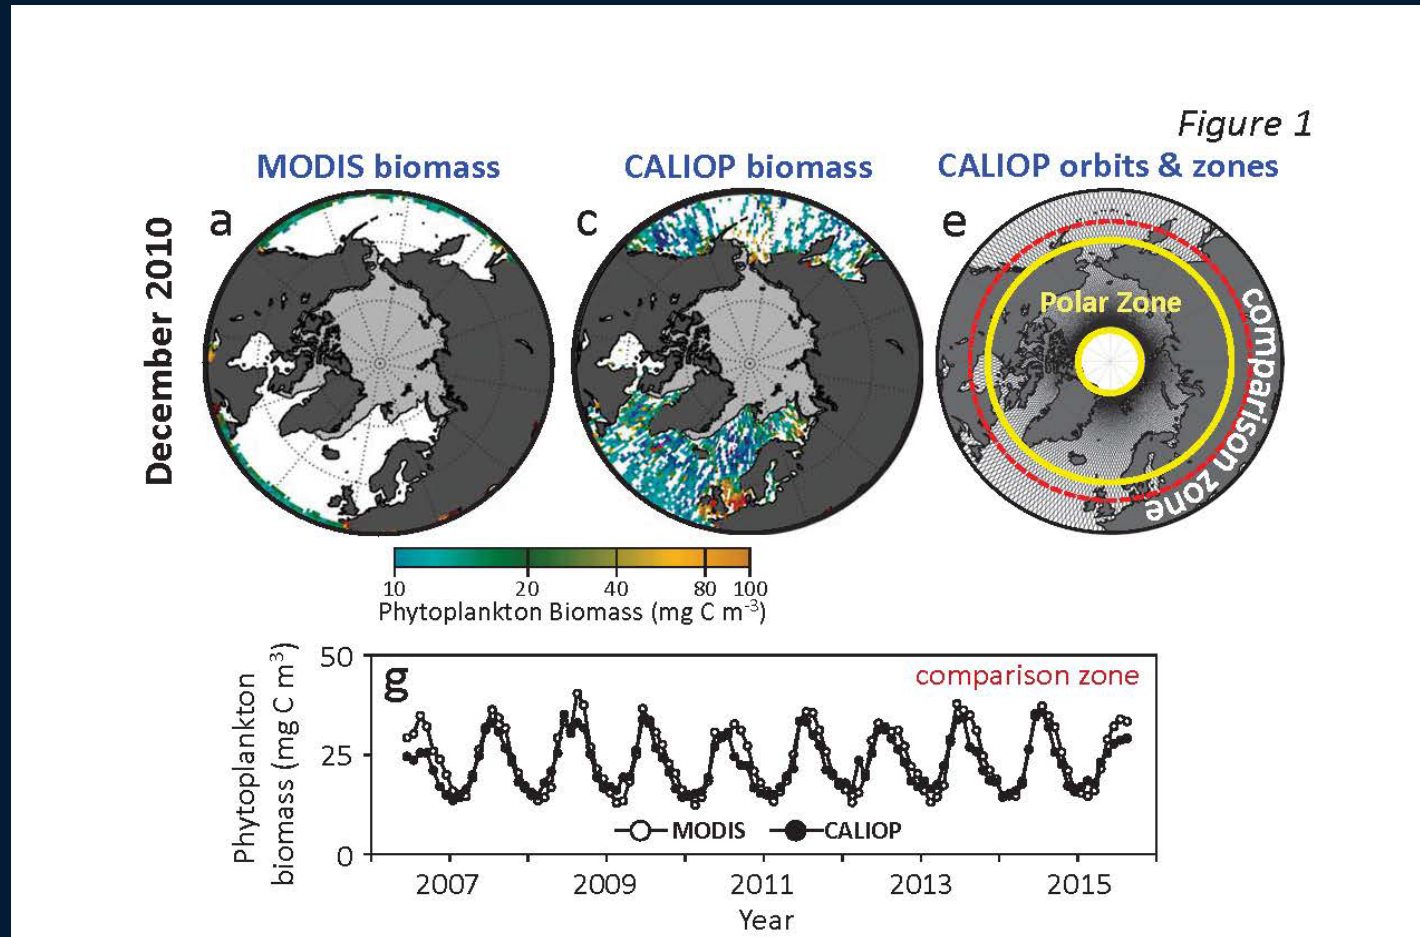 Figure 1
MODIS biomass
CALIOP biomass
CALIOP orbits & zones
December 2010
a
c
e
Polar Zone
comparison zone
10 20 40 80 100
Phytoplankton Biomass (mg C m-3)
Phytoplankton
biomass (mg C m3)
50
25
0
g
comparison zone
MODIS CALIOP
2007 2009 2011 2013 2015
Year